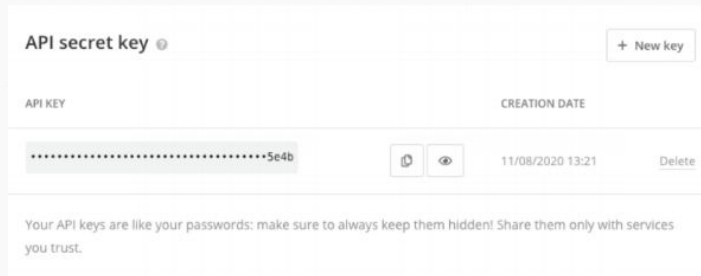 API secret key
+ New key
API KEY
CREATION DATE
••••••••••••••••••••••••••••••••••••5e4b
11/08/2020 13:21
Delete
Your API keys are like your passwords: make sure to always keep them hidden! Share them only with services
you trust.